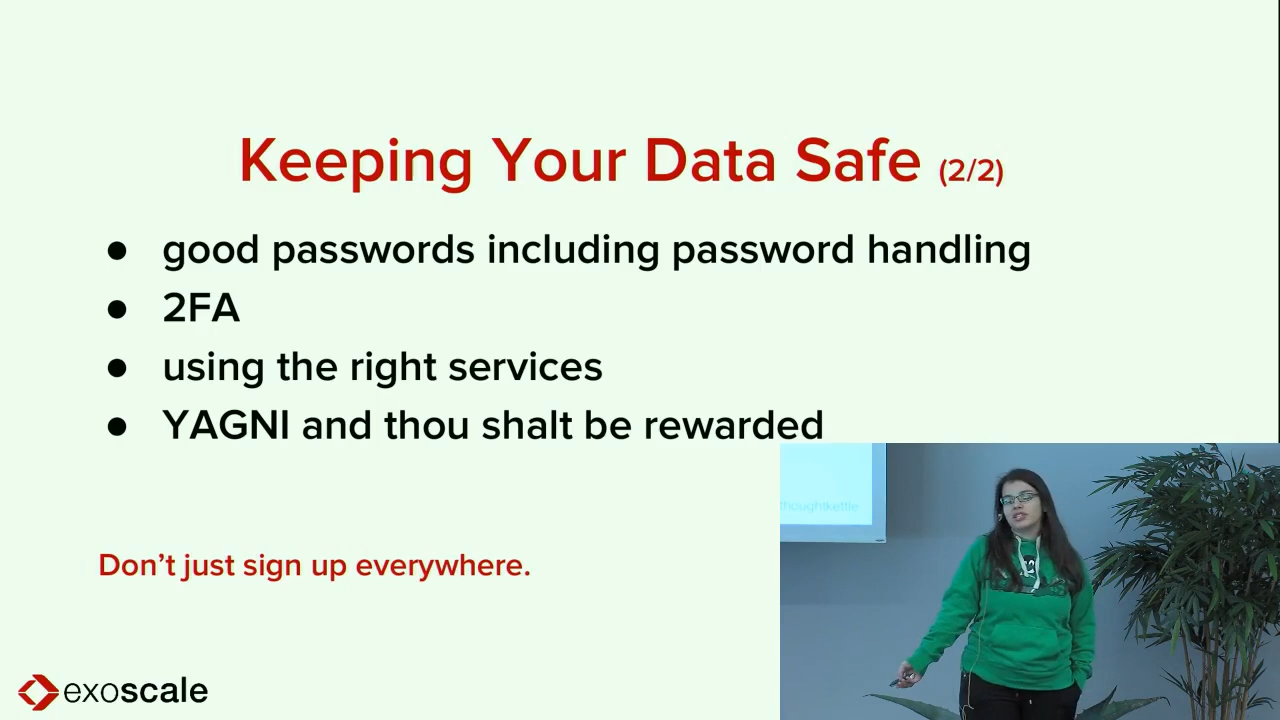 Keeping Your Data Safe (2/2)
● good passwords including password handling
● 2FA
● using the right services
● YAGNI and thou shalt be rewarded
thoughtkettle
Don't just sign up everywhere.
exoscale